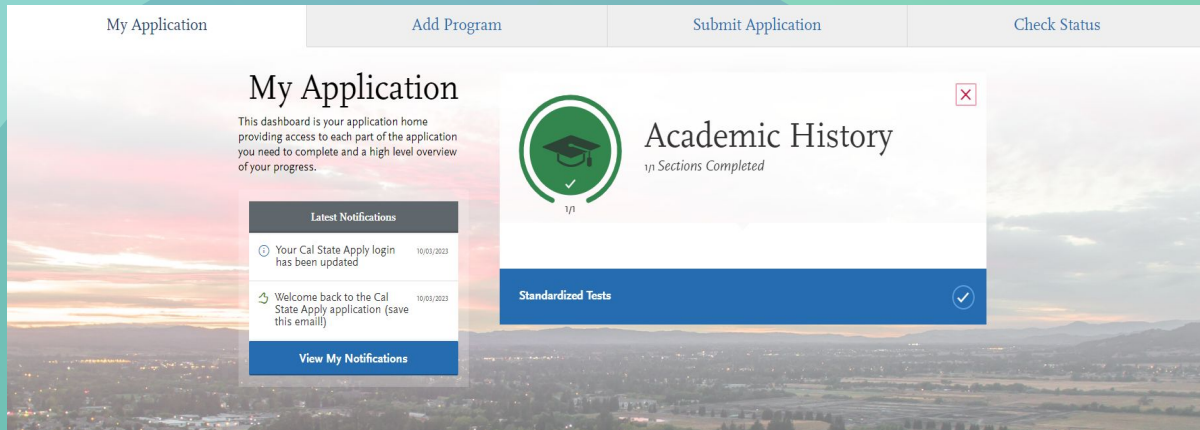 My Application
Add Program
Submit Application
Check Status
My Application
This dashboard is your application home
providing access to each part of the application
you need to complete and a high level overview
of your progress.
Latest Notifications
Your Cal State Apply login 10/03/2023
has been updated
Welcome back to the Cal 10/03/2023
State Apply application (save
this email!)
View My Notifications
Academic History
1/1 Sections Completed
1/1
Standardized Tests